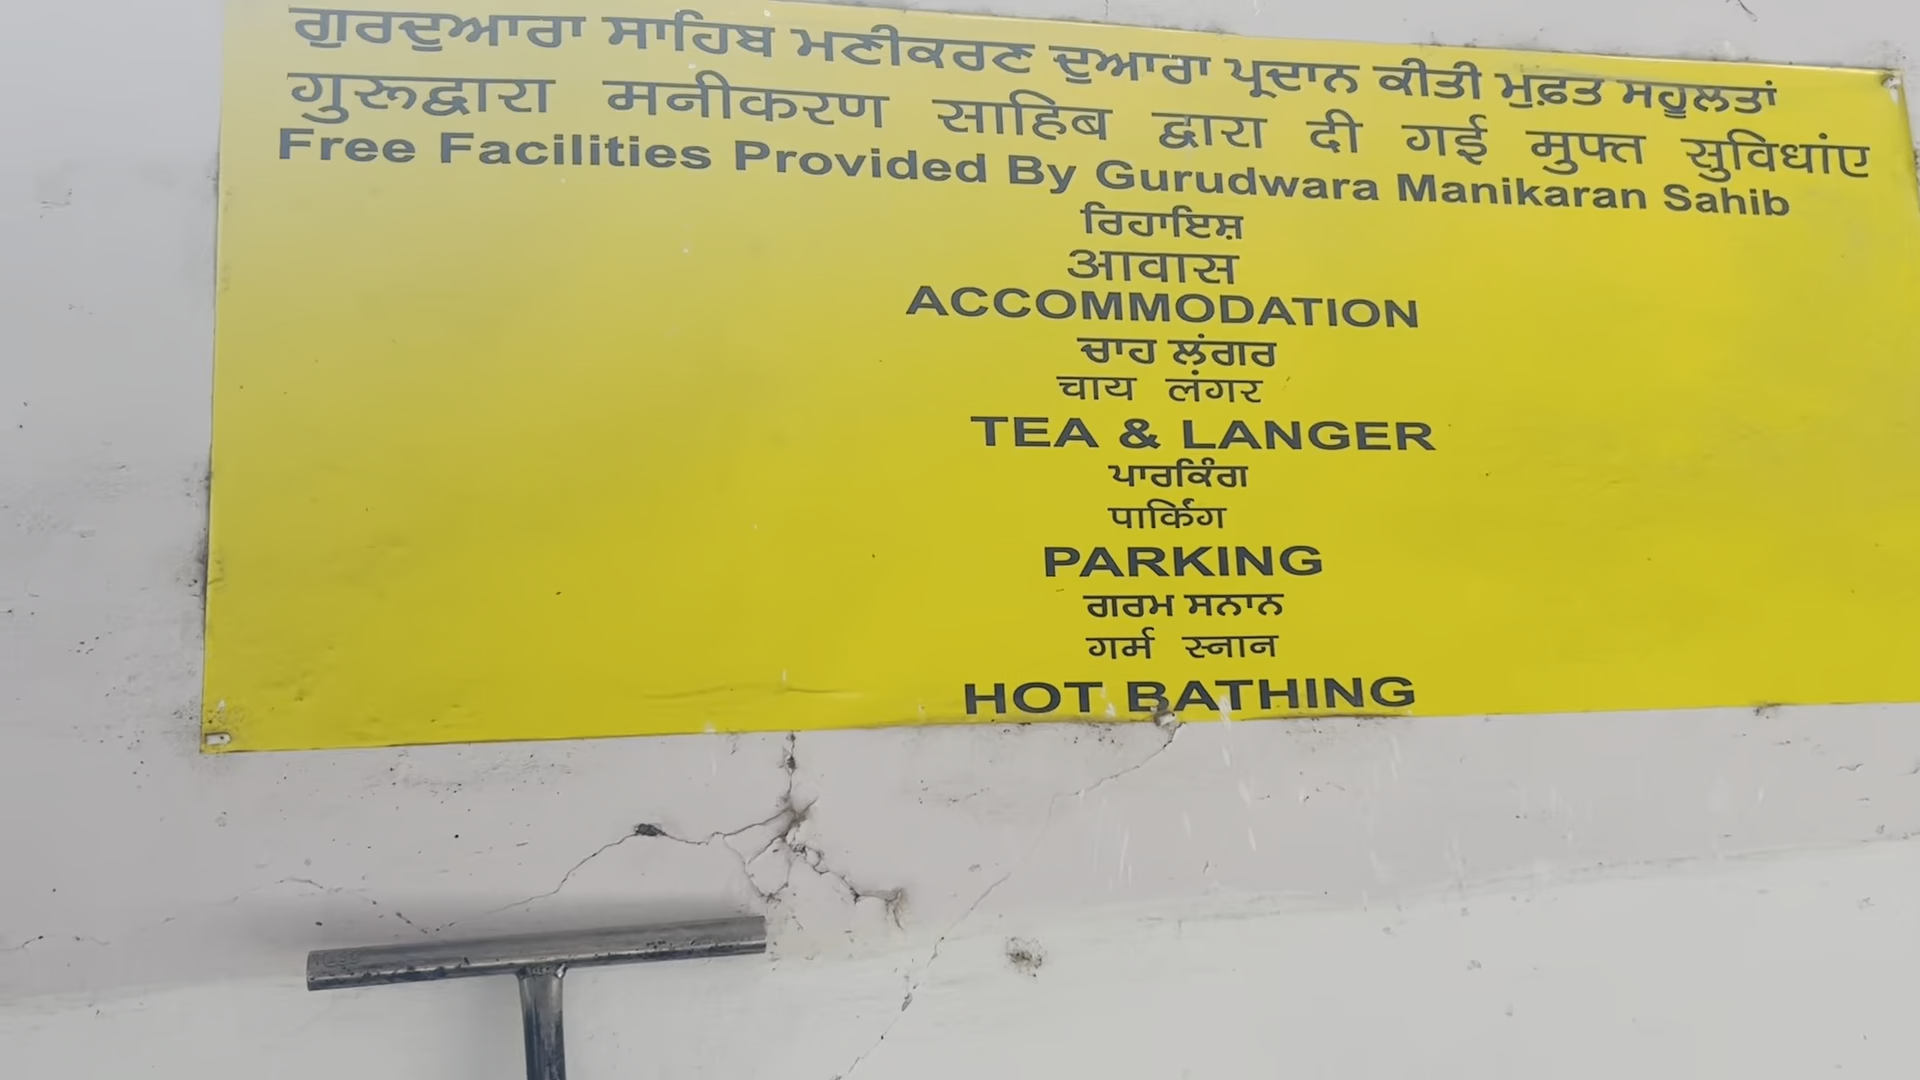 ਗੁਰਦੁਆਰਾ ਸਾਹਿਬ ਮਣੀਕਰਣ ਦੁਆਰਾ ਪ੍ਰਦਾਨ ਕੀਤੀ ਮੁਫ਼ਤ ਸਹੂਲਤਾਂ
गुरूद्वारा मनीकरण साहिब द्वारा दी गई मुफ्त सुविधांए
Free Facilities Provided By Gurudwara Manikaran Sahib
ਰਿਹਾਇਸ਼
आवास
ACCOMMODATION
ਚਾਹ ਲੰਗਰ
चाय लंगर
TEA & LANGER
ਪਾਰਕਿੰਗ
पार्किंग
PARKING
ਗਰਮ ਸਨਾਨ
गर्म स्नान
HOT BATHING